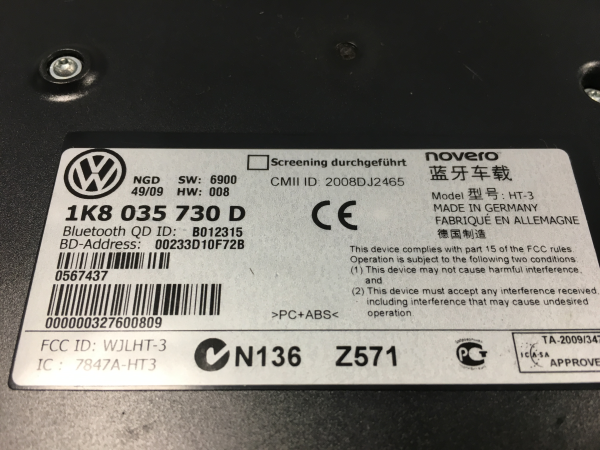 NGD SW: 6900
49/09 HW: 008
1K8 035 730 D
Bluetooth QD ID: B012315
BD-Address: 00233D10F72B
0567437
000000327600809
Screening durchgeführt
CMII ID: 2008DJ2465
CE
>PC+ABS<
novero
蓝牙车载
Model 型号: HT-3
MADE IN GERMANY
FABRIQUÉ EN ALLEMAGNE
德国制造
This device complies with part 15 of the FCC rules.
Operation is subject to the following two conditions:
(1) This device may not cause harmful interference,
and
(2) This device must accept any interference received,
including interference that may cause undesired
operation.
FCC ID: WJLHT-3
IC : 7847A-HT3
N136 Z571
ICASA
TA-2009/347
APPROVE